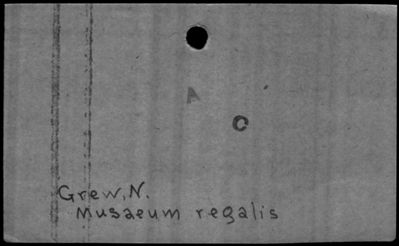 A
O
Grew, N.
Musaeum regalis